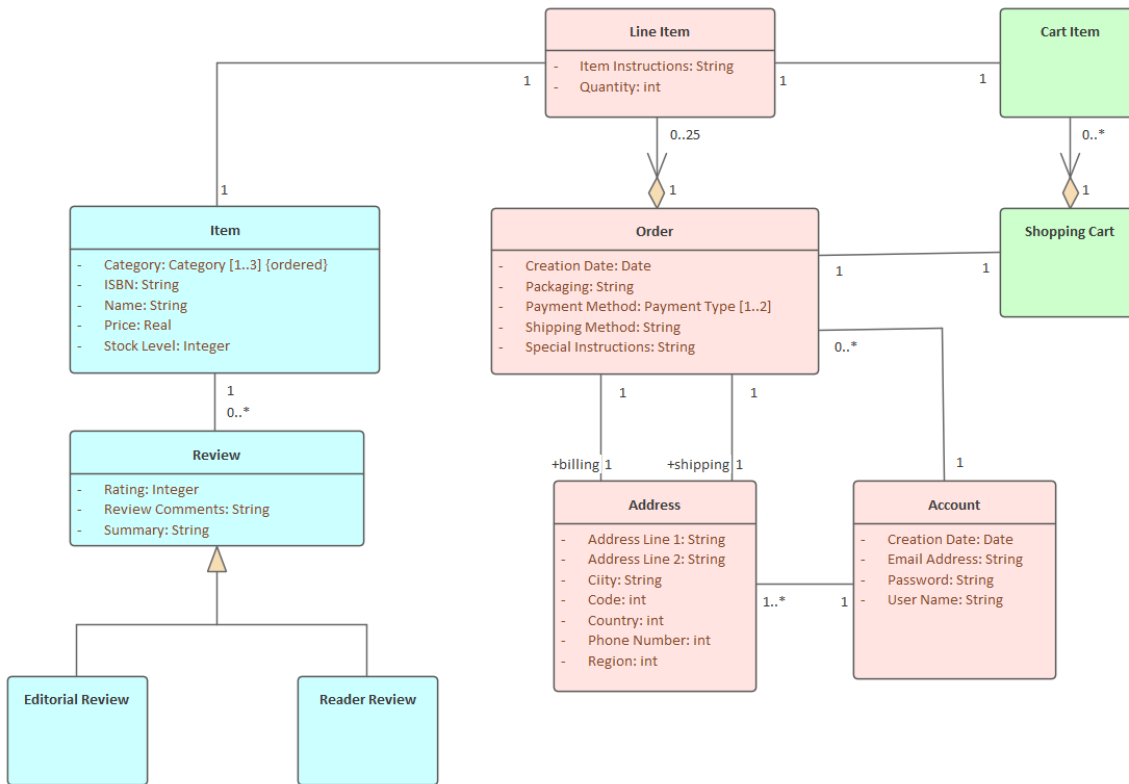 Line Item
- Item Instructions: String
- Quantity: int
Cart Item
1
1
1
0..25
0..*
1
1
1
Item
- Category: Category [1..3] {ordered}
- ISBN: String
- Name: String
- Price: Real
- Stock Level: Integer
Order
- Creation Date: Date
- Packaging: String
- Payment Method: Payment Type [1..2]
- Shipping Method: String
- Special Instructions: String
Shopping Cart
1
1
0..*
1
0..*
1
1
Review
- Rating: Integer
- Review Comments: String
- Summary: String
+billing 1
+shipping 1
1
Address
- Address Line 1: String
- Address Line 2: String
- Ciity: String
- Code: int
- Country: int
- Phone Number: int
- Region: int
1..*
1
Account
- Creation Date: Date
- Email Address: String
- Password: String
- User Name: String
Editorial Review
Reader Review